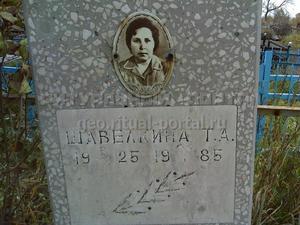 geo.ritual-portal.ru
ШАВЕЛКИНА Т.А.
19 25 19 85